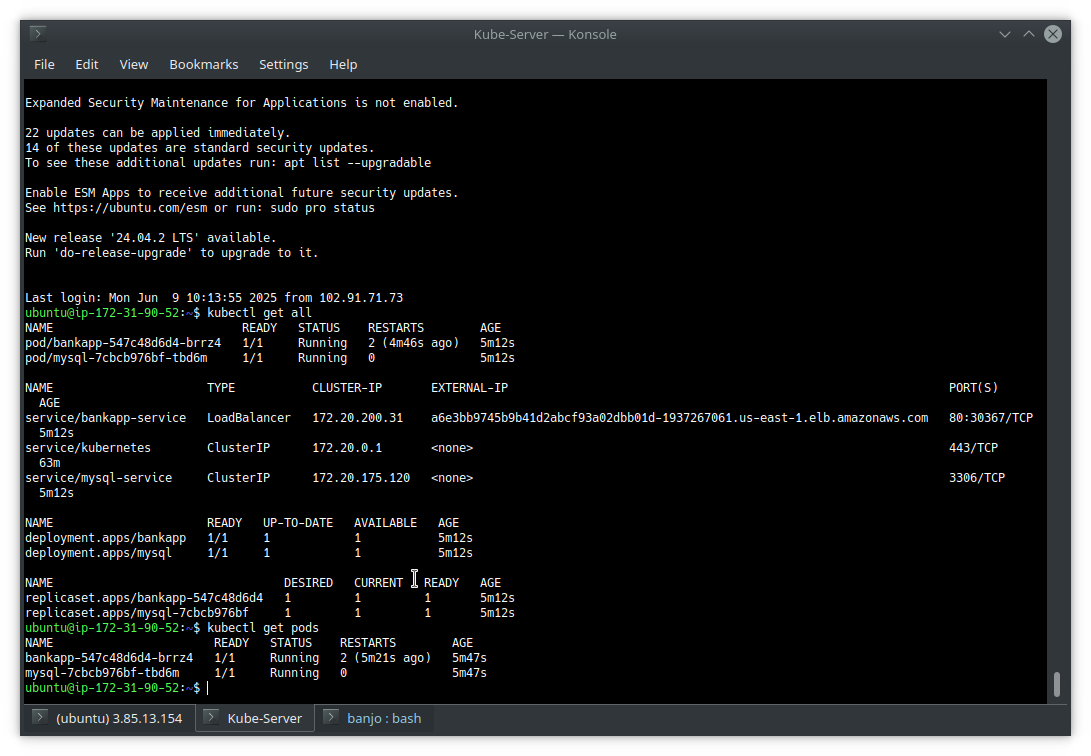 Kube-Server — Konsole
File Edit View Bookmarks Settings Help
Expanded Security Maintenance for Applications is not enabled.
22 updates can be applied immediately.
14 of these updates are standard security updates.
To see these additional updates run: apt list --upgradable
Enable ESM Apps to receive additional future security updates.
See https://ubuntu.com/esm or run: sudo pro status
New release '24.04.2 LTS' available.
Run 'do-release-upgrade' to upgrade to it.
Last login: Mon Jun  9 10:13:55 2025 from 102.91.71.73
ubuntu@ip-172-31-90-52:~$ kubectl get all
NAME                           READY   STATUS    RESTARTS        AGE
pod/bankapp-547c48d6d4-brrz4   1/1     Running   2 (4m46s ago)   5m12s
pod/mysql-7cbcb976bf-tbd6m     1/1     Running   0               5m12s
NAME                      TYPE           CLUSTER-IP       EXTERNAL-IP                                                               PORT(S)
  AGE
service/bankapp-service   LoadBalancer   172.20.200.31    a6e3bb9745b9b41d2abcf93a02dbb01d-1937267061.us-east-1.elb.amazonaws.com   80:30367/TCP
  5m12s
service/kubernetes        ClusterIP      172.20.0.1       <none>                                                                    443/TCP
  63m
service/mysql-service     ClusterIP      172.20.175.120   <none>                                                                    3306/TCP
  5m12s
NAME                      READY   UP-TO-DATE   AVAILABLE   AGE
deployment.apps/bankapp   1/1     1            1           5m12s
deployment.apps/mysql     1/1     1            1           5m12s
NAME                                 DESIRED   CURRENT   READY   AGE
replicaset.apps/bankapp-547c48d6d4   1         1         1       5m12s
replicaset.apps/mysql-7cbcb976bf     1         1         1       5m12s
ubuntu@ip-172-31-90-52:~$ kubectl get pods
NAME                       READY   STATUS    RESTARTS        AGE
bankapp-547c48d6d4-brrz4   1/1     Running   2 (5m21s ago)   5m47s
mysql-7cbcb976bf-tbd6m     1/1     Running   0               5m47s
ubuntu@ip-172-31-90-52:~$
(ubuntu) 3.85.13.154 Kube-Server banjo : bash